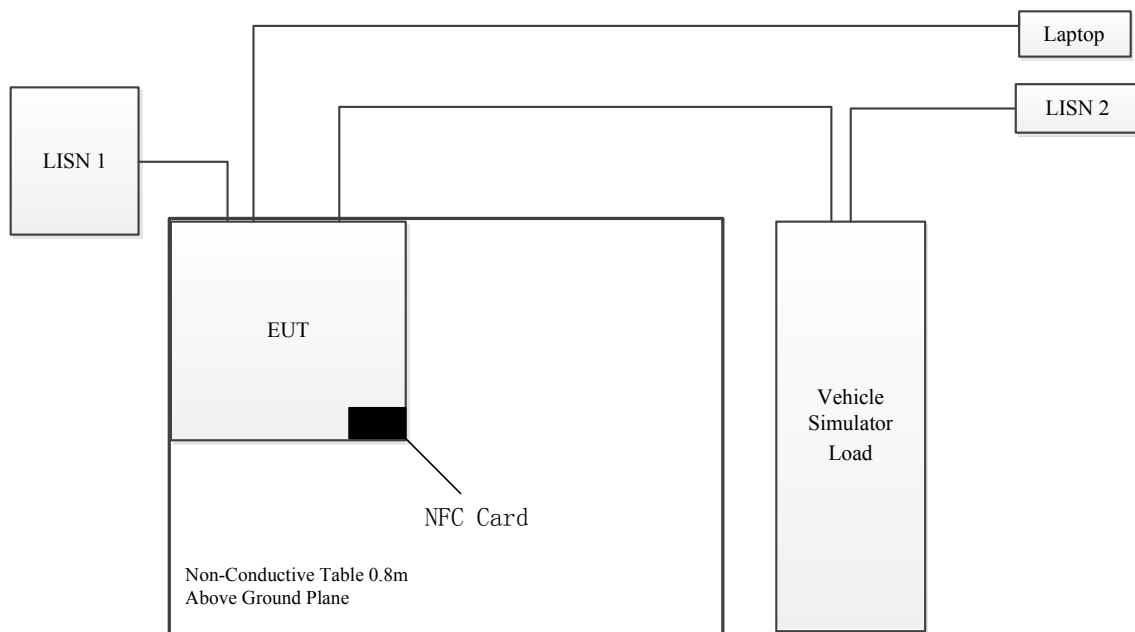 Laptop
LISN 2
LISN 1
EUT
Vehicle
Simulator
Load
NFC Card
Non-Conductive Table 0.8m
Above Ground Plane